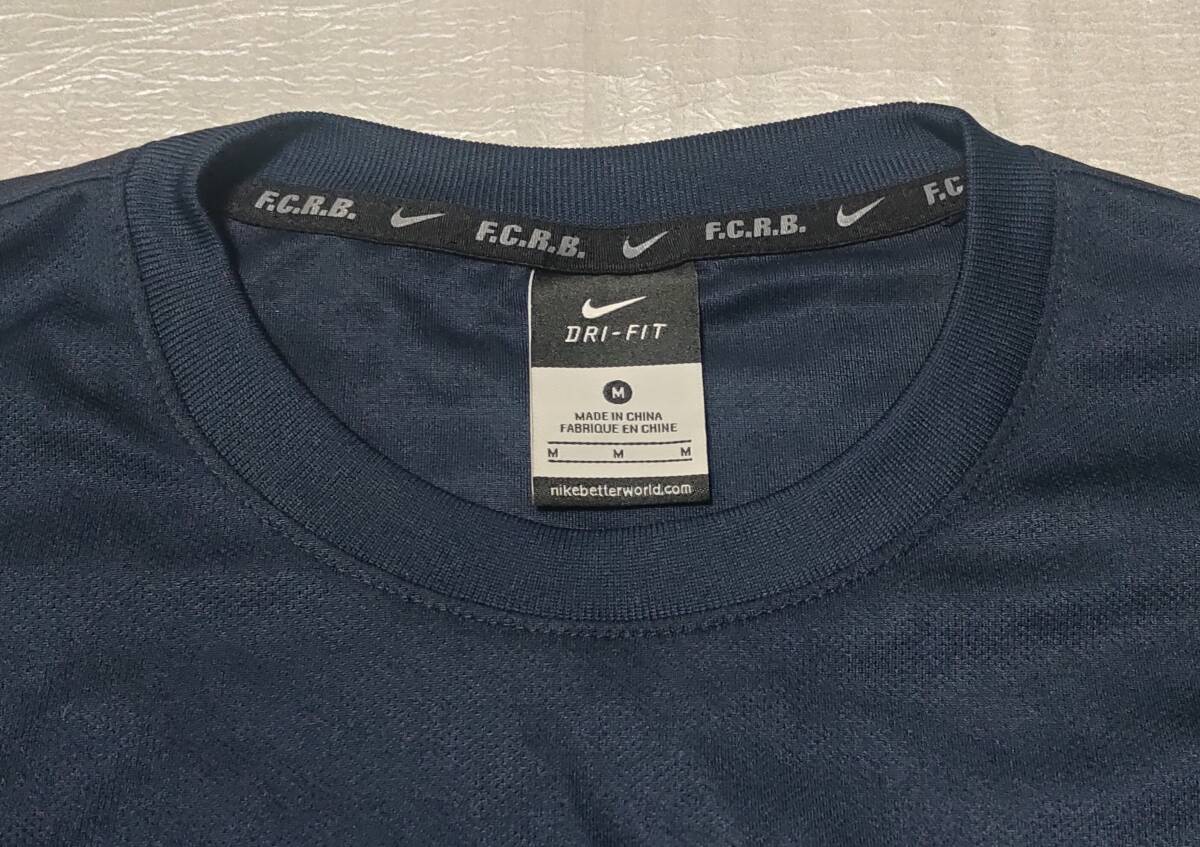 F.C.R.B. F.C.R.B. F.C.R.B. F.C
DRI-FIT
M
MADE IN CHINA
FABRIQUE EN CHINE
M M M
nikebetterworld.com